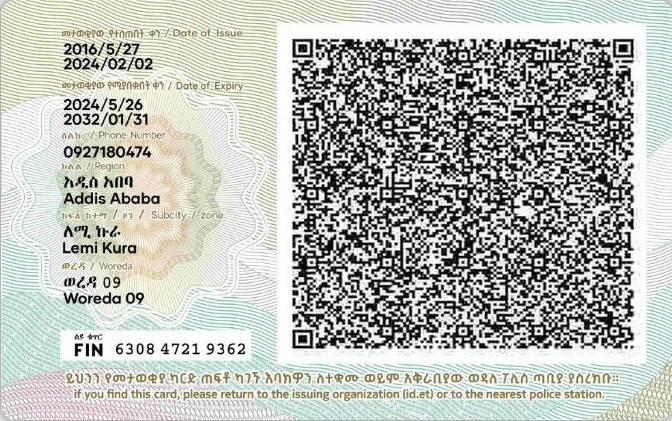 መታወቂያው የተሰጠበት ቀን / Date of Issue
2016/5/27
2024/02/02
መታወቂያው የሚያበቃበት ቀን / Date of Expiry
2024/5/26
2032/01/31
ስልክ / Phone Number
0927180474
ክልል / Region
አዲስ አበባ
Addis Ababa
ክፍለ ከተማ / ዞን / Subcity / zone
ለሚ ኩራ
Lemi Kura
ወረዳ / Woreda
ወረዳ 09
Woreda 09
ልዩ ቁጥር
FIN 6308 4721 9362
ይህንን የመታወቂያ ካርድ ጠፍቶ ካገኙ እባክዎን ለተቋሙ ወይም አቅራቢያው ወዳለ ፖሊስ ጣቢያ ያስረክቡ።
if you find this card, please return to the issuing organization (id.et) or to the nearest police station.